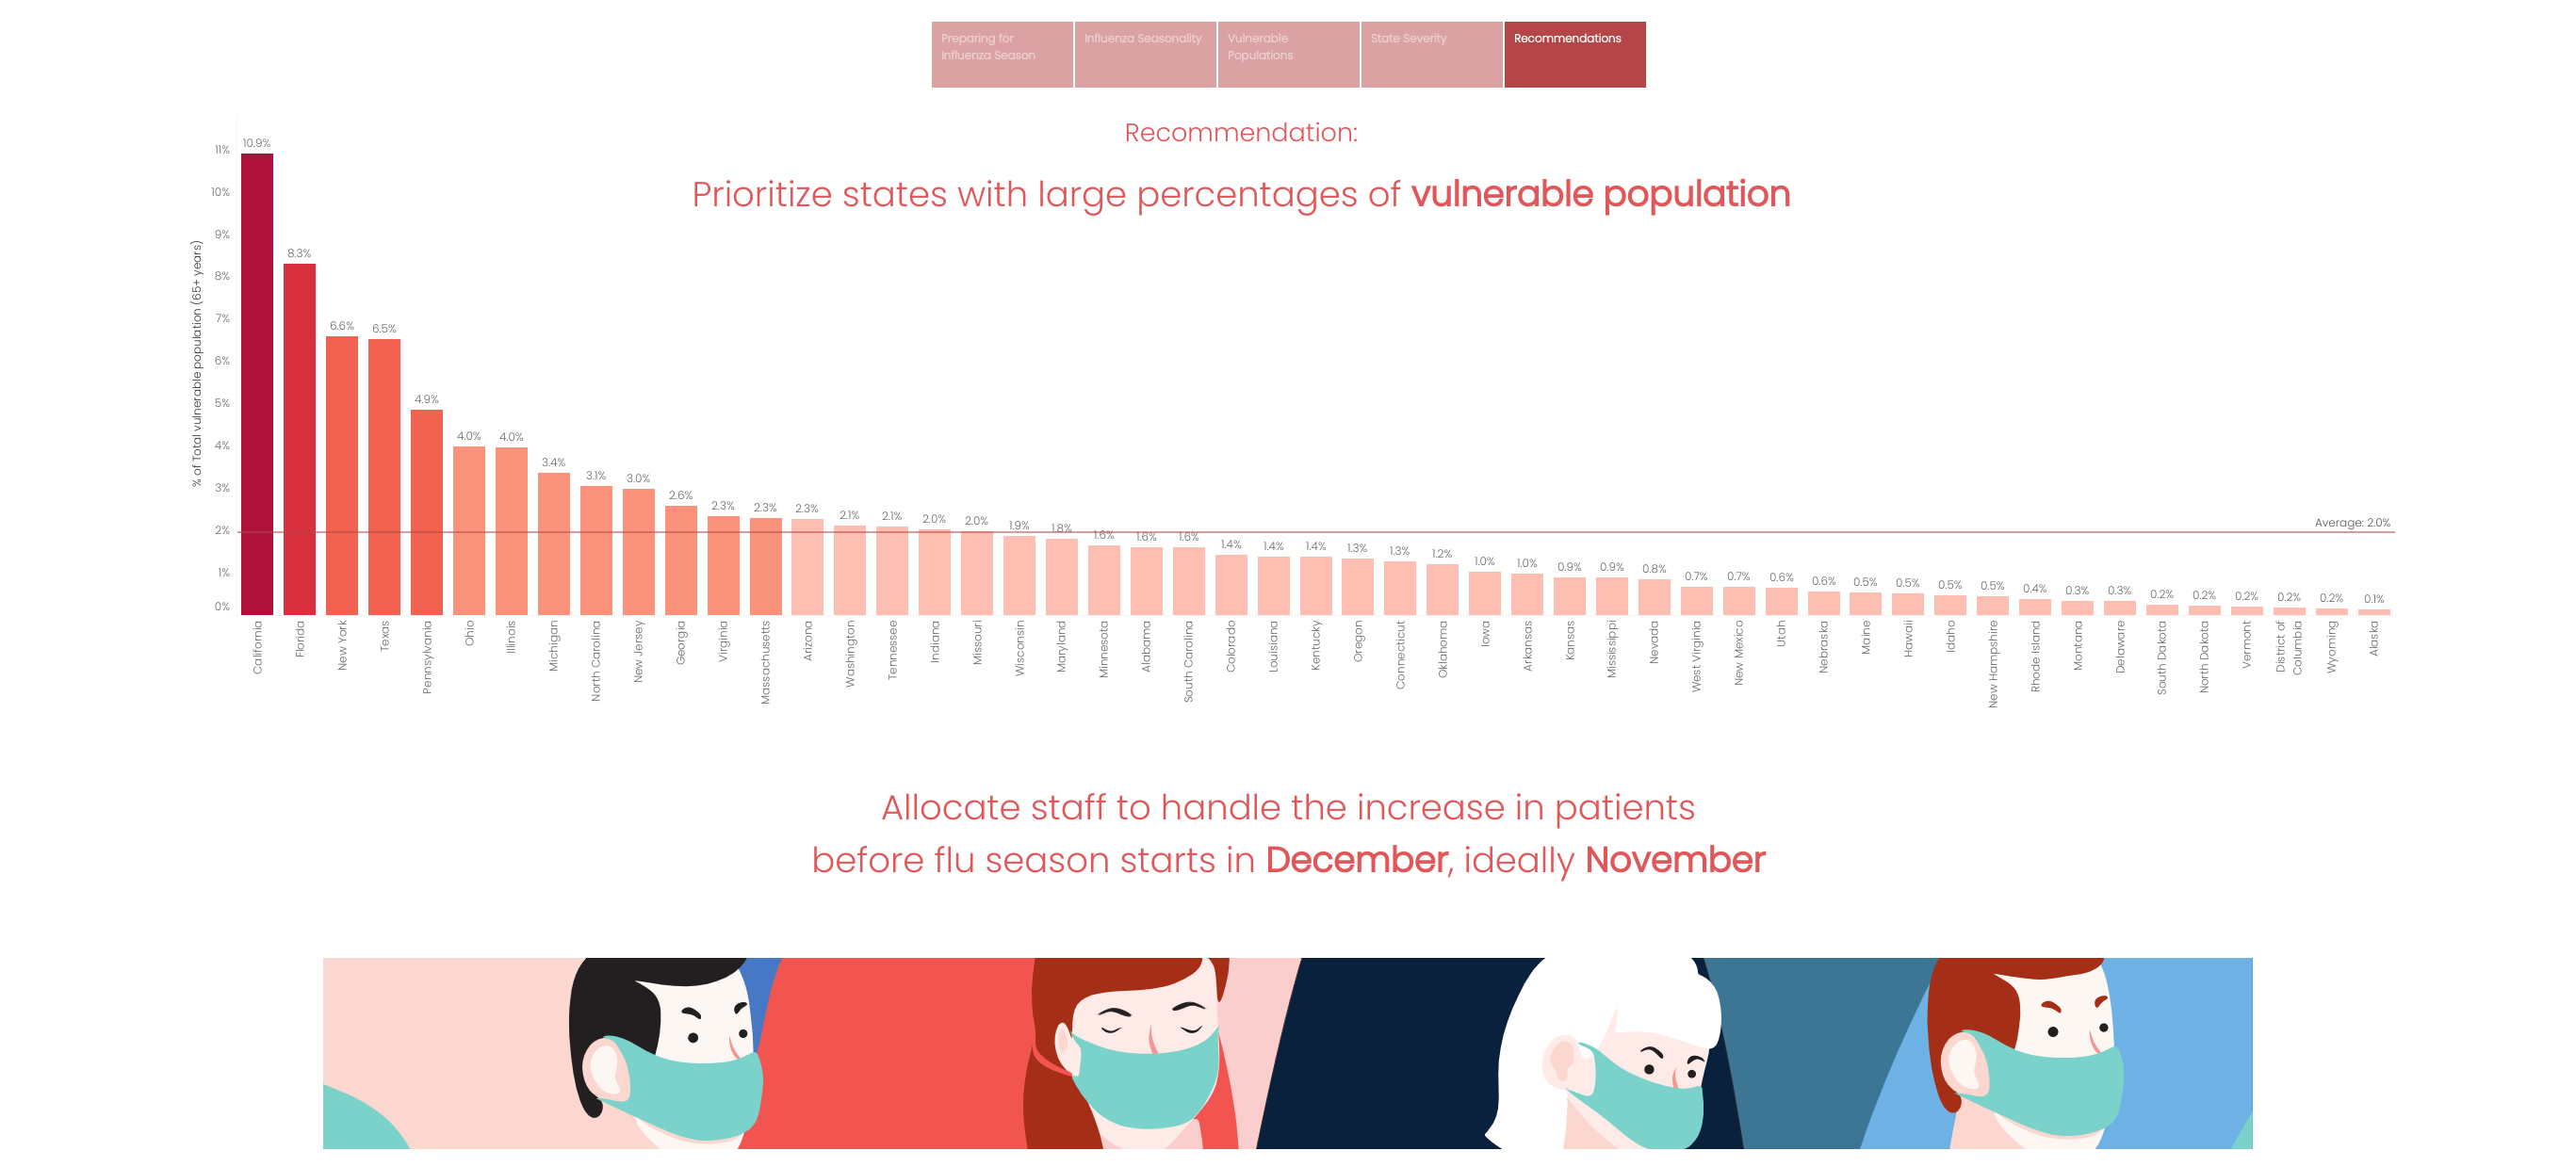 Preparing for
Influenza Season
Influenza Seasonality
Vulnerable
Populations
State Severity
Recommendations
Recommendation:
Prioritize states with large percentages of vulnerable population
% of Total vulnerable population (65+ years)
11%
10%
9%
8%
7%
6%
5%
4%
3%
2%
1%
0%
10.9%
8.3%
6.6%
6.5%
4.9%
4.0%
4.0%
3.4%
3.1%
3.0%
2.6%
2.3%
2.3%
2.3%
2.1%
2.1%
2.0%
2.0%
1.9%
1.8%
1.6%
1.6%
1.6%
1.4%
1.4%
1.4%
1.3%
1.3%
1.2%
1.0%
1.0%
0.9%
0.9%
0.8%
0.7%
0.7%
0.6%
0.6%
0.5%
0.5%
0.5%
0.5%
0.4%
0.3%
0.3%
0.2%
0.2%
0.2%
0.2%
0.2%
0.1%
Average: 2.0%
California
Florida
New York
Texas
Pennsylvania
Ohio
Illinois
Michigan
North Carolina
New Jersey
Georgia
Virginia
Massachusetts
Arizona
Washington
Tennessee
Indiana
Missouri
Wisconsin
Maryland
Minnesota
Alabama
South Carolina
Colorado
Louisiana
Kentucky
Oregon
Connecticut
Oklahoma
Iowa
Arkansas
Kansas
Mississippi
Nevada
West Virginia
New Mexico
Utah
Nebraska
Maine
Hawaii
Idaho
New Hampshire
Rhode Island
Montana
Delaware
South Dakota
North Dakota
Vermont
District of
Columbia
Wyoming
Alaska
Allocate staff to handle the increase in patients
before flu season starts in December, ideally November